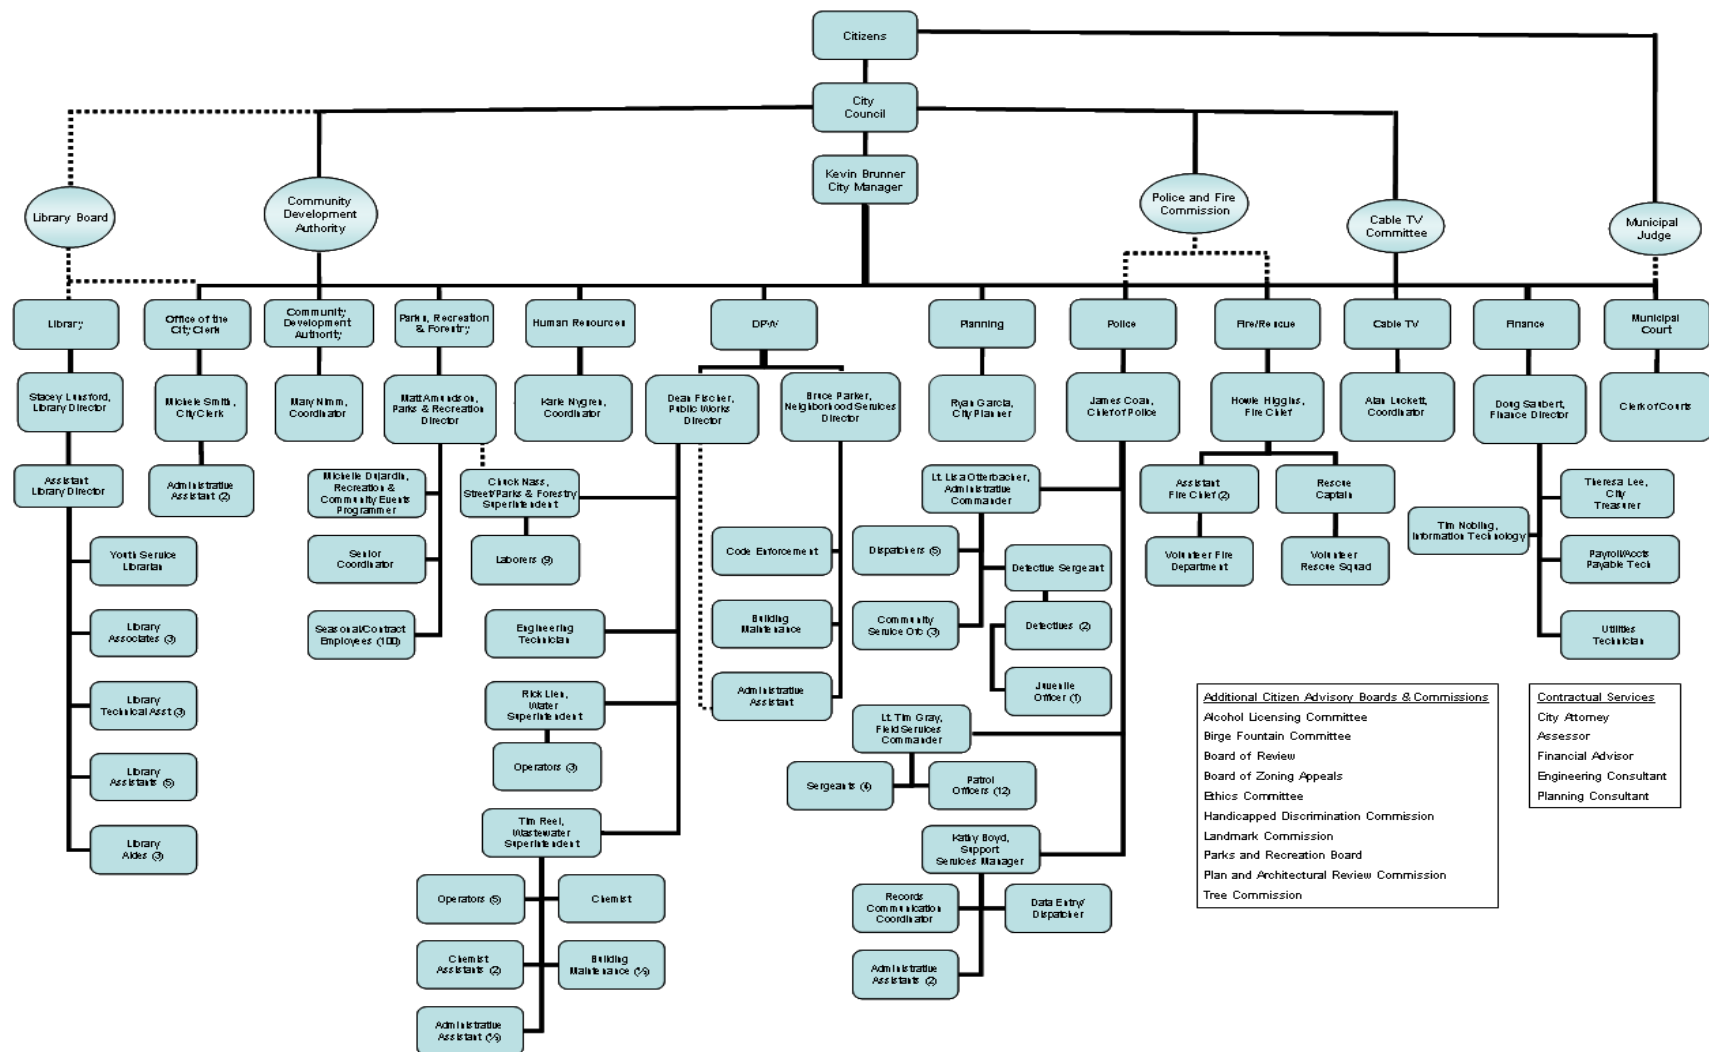 Citizens
City
Council
Kevin Brunner
City Manager
Library Board
Community
Development
Authority
Police and Fire
Commission
Cable TV
Committee
Municipal
Judge
Library
Office of the
City Clerk
Community
Development
Authority
Parks, Recreation
& Forestry
Human Resources
DPW
Planning
Police
Fire/Rescue
Cable TV
Finance
Municipal
Court
Stacey Lunsford,
Library Director
Michele Smith,
City Clerk
Mary Nimm,
Coordinator
Matt Amundson,
Parks & Recreation
Director
Karie Nygren,
Coordinator
Dean Fischer,
Public Works
Director
Bruce Parker,
Neighborhood Services
Director
Ryan Garcia,
City Planner
James Coan,
Chief of Police
Howie Higgins,
Fire Chief
Alan Luckett,
Coordinator
Doug Saubert,
Finance Director
Clerk of Courts
Assistant
Library Director
Administrative
Assistant (2)
Michelle Dujardin,
Recreation &
Community Events
Programmer
Chuck Nass,
Street/Parks & Forestry
Superintendent
Lt. Lisa Otterbacher,
Administrative
Commander
Assistant
Fire Chief (2)
Rescue
Captain
Theresa Lee,
City
Treasurer
Tim Nobling,
Information Technology
Youth Service
Librarian
Senior
Coordinator
Laborers (9)
Code Enforcement
Dispatchers (5)
Detective Sergeant
Volunteer Fire
Department
Volunteer
Rescue Squad
Payroll/Accts
Payable Tech
Library
Associates (3)
Seasonal/Contract
Employees (100)
Engineering
Technician
Building
Maintenance
Community
Service Ofc (3)
Detectives (2)
Utilities
Technician
Library
Technical Asst (3)
Rick Lien,
Water
Superintendent
Administrative
Assistant
Juvenile
Officer (1)
Lt. Tim Gray,
Field Services
Commander
Library
Assistants (5)
Operators (3)
Sergeants (4)
Patrol
Officers (12)
Library
Aides (3)
Tim Reel,
Wastewater
Superintendent
Kathy Boyd,
Support
Services Manager
Operators (5)
Chemist
Records
Communication
Coordinator
Data Entry/
Dispatcher
Chemist
Assistants (2)
Building
Maintenance (½)
Administrative
Assistants (2)
Administrative
Assistant (½)
Additional Citizen Advisory Boards & Commissions
Alcohol Licensing Committee
Birge Fountain Committee
Board of Review
Board of Zoning Appeals
Ethics Committee
Handicapped Discrimination Commission
Landmark Commission
Parks and Recreation Board
Plan and Architectural Review Commission
Tree Commission
Contractual Services
City Attorney
Assessor
Financial Advisor
Engineering Consultant
Planning Consultant